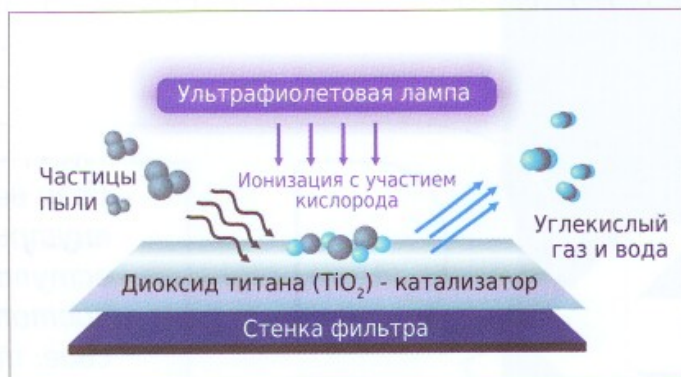 Ультрафиолетовая лампа
Частицы
пыли
Ионизация с участием
кислорода
Углекислый
газ и вода
Диоксид титана (TiO₂) - катализатор
Стенка фильтра